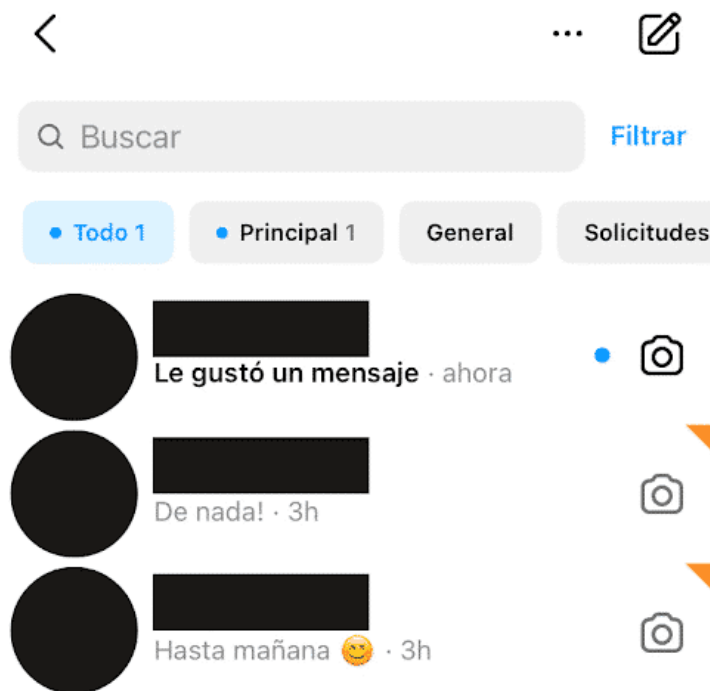 Buscar Filtrar
Todo 1 Principal 1 General Solicitudes
Le gustó un mensaje · ahora
De nada! · 3h
Hasta mañana 😊 · 3h